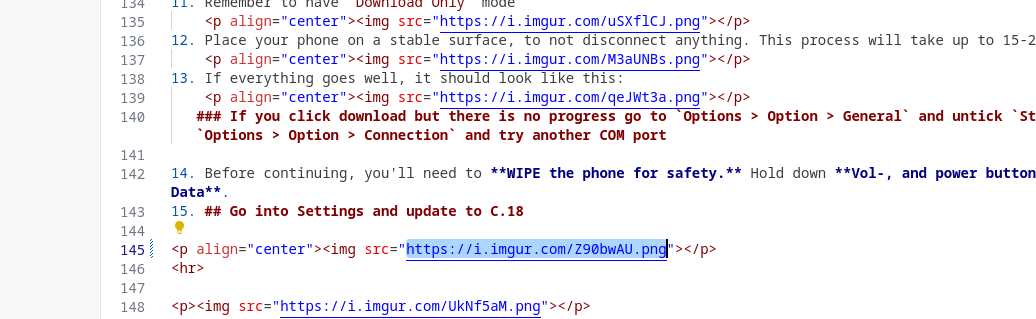 134 11. Remember to have `Download Only` mode
135 <p align="center"><img src="https://i.imgur.com/uSXflCJ.png"></p>
136 12. Place your phone on a stable surface, to not disconnect anything. This process will take up to 15-2
137 <p align="center"><img src="https://i.imgur.com/M3aUNBs.png"></p>
138 13. If everything goes well, it should look like this:
139 <p align="center"><img src="https://i.imgur.com/qeJWt3a.png"></p>
140 ### If you click download but there is no progress go to `Options > Option > General` and untick `St
`Options > Option > Connection` and try another COM port
141
142 14. Before continuing, you'll need to **WIPE the phone for safety.** Hold down **Vol-, and power button
Data**.
143 15. ## Go into Settings and update to C.18
144
145 <p align="center"><img src="https://i.imgur.com/Z90bwAU.png"></p>
146 <hr>
147
148 <p><img src="https://i.imgur.com/UkNf5aM.png"></p>